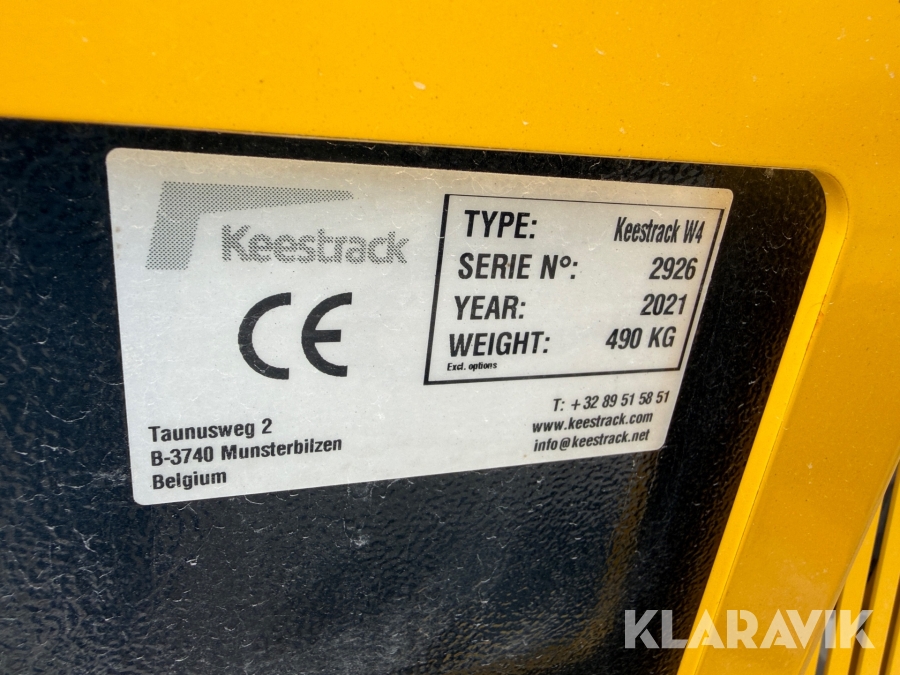 Keestrack
CE
TYPE: Keestrack W4
SERIE Nº: 2926
YEAR: 2021
WEIGHT: 490 KG
Excl. options
Taunusweg 2
B-3740 Munsterbilzen
Belgium
T: +32 89 51 58 51
www.keestrack.com
info@keestrack.net
KLARAVIK